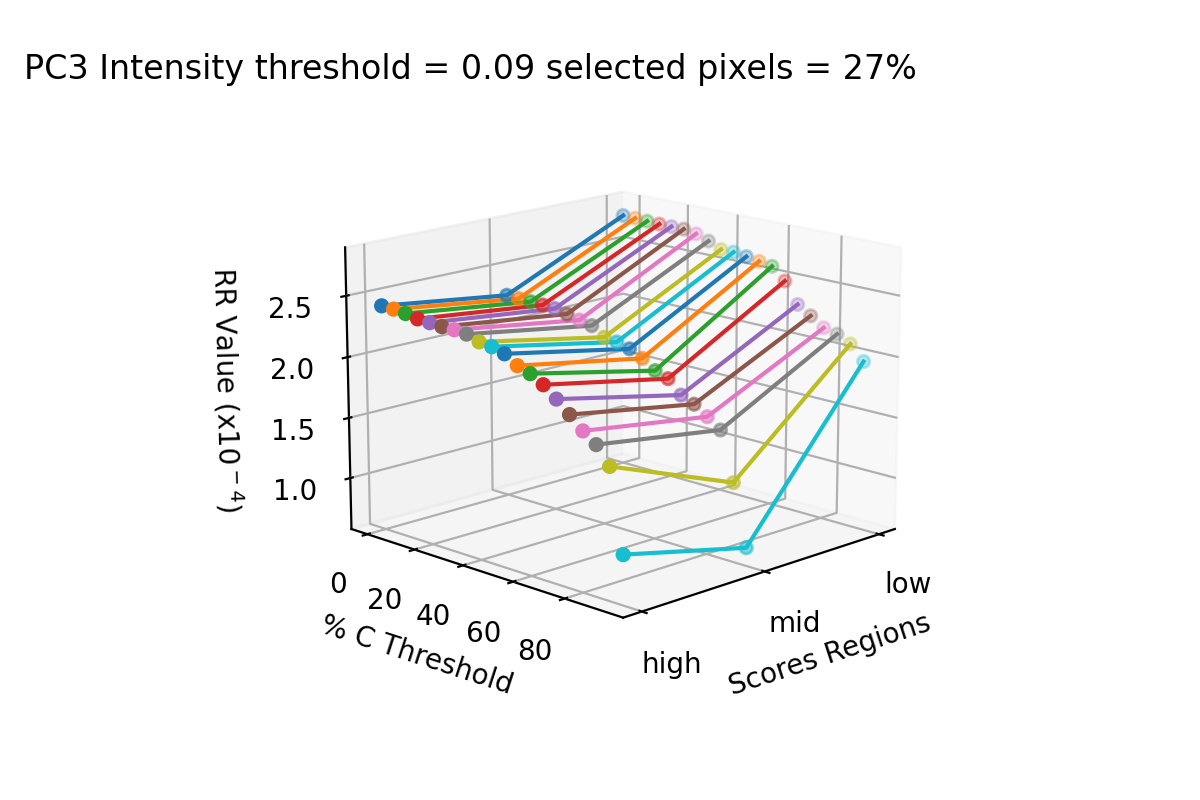 PC3 Intensity threshold = 0.09 selected pixels = 27%
RR Value (x10⁻⁴)
2.5
2.0
1.5
1.0
0
20
40
60
80
% C Threshold
high
mid
low
Scores Regions